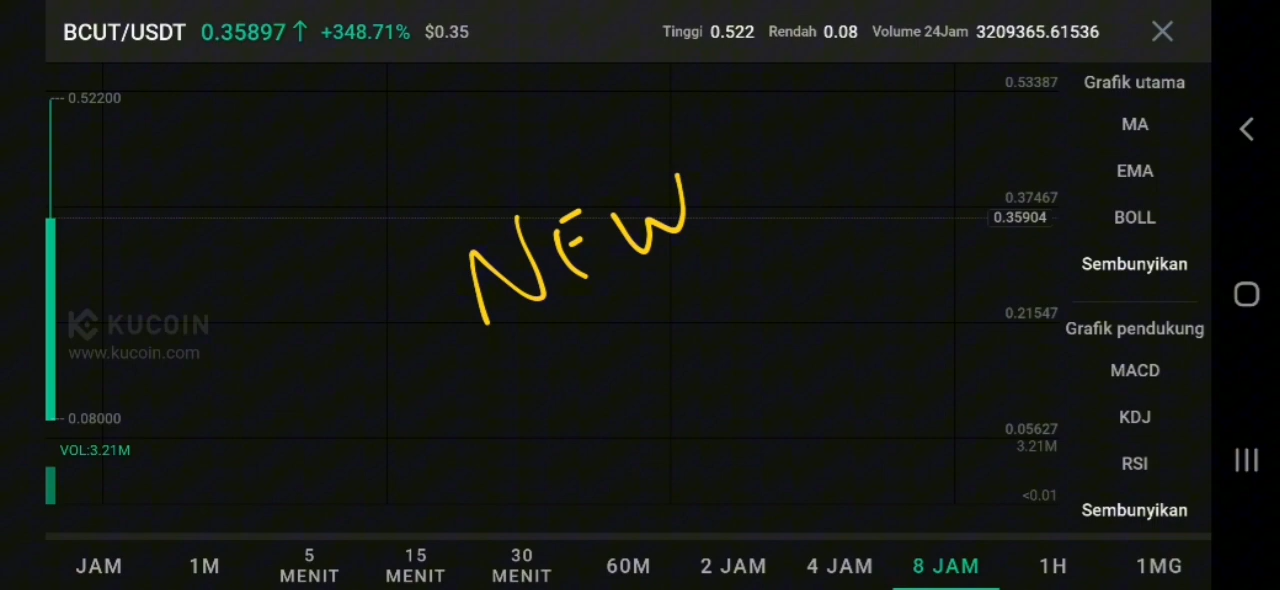 BCUT/USDT 0.35897↑ +348.71% $0.35 Tinggi 0.522 Rendah 0.08 Volume 24Jam 3209365.61536
0.53387
Grafik utama
0.52200
MA
EMA
0.37467
0.35904
BOLL
NEW
Sembunyikan
0.21547
KUCOIN
www.kucoin.com
Grafik pendukung
MACD
0.08000
KDJ
0.05627
3.21M
VOL:3.21M
RSI
<0.01
Sembunyikan
JAM 1M 5 MENIT 15 MENIT 30 MENIT 60M 2 JAM 4 JAM 8 JAM 1H 1MG